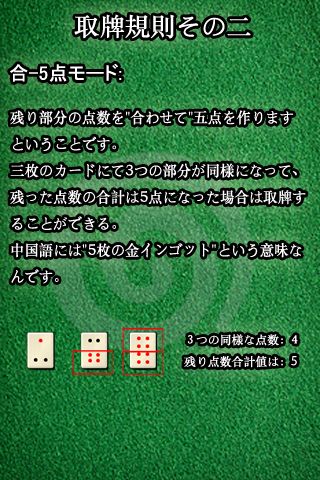 取牌規則その二
合-5点モード:
残り部分の点数を"合わせて"五点を作ります
ということです。
三枚のカードにて3つの部分が同様になって、
残った点数の合計は5点になった場合は取牌す
ることができる。
中国語には"5枚の金インゴット"という意味な
んです。
3つの同様な点数: 4
残り点数合計値は: 5